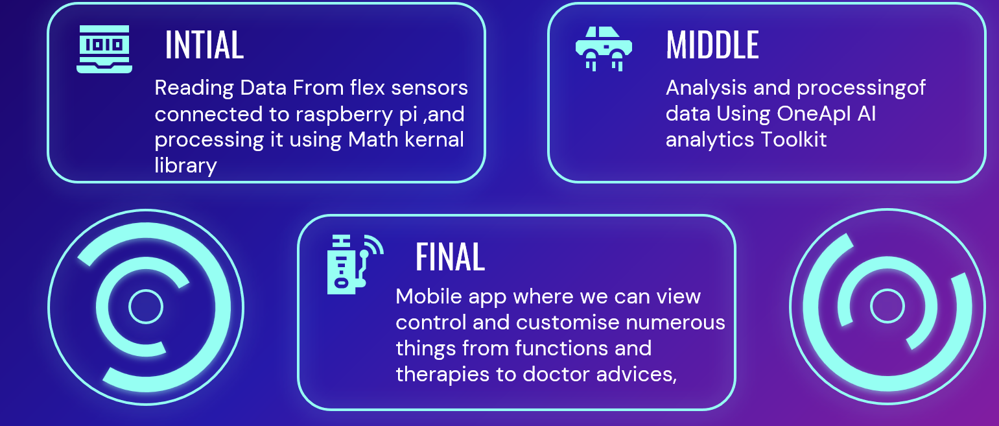 1010
INTIAL
Reading Data From flex sensors
connected to raspberry pi ,and
processing it using Math kernal
library
MIDDLE
Analysis and processingof
data Using OneApI AI
analytics Toolkit
FINAL
Mobile app where we can view
control and customise numerous
things from functions and
therapies to doctor advices,